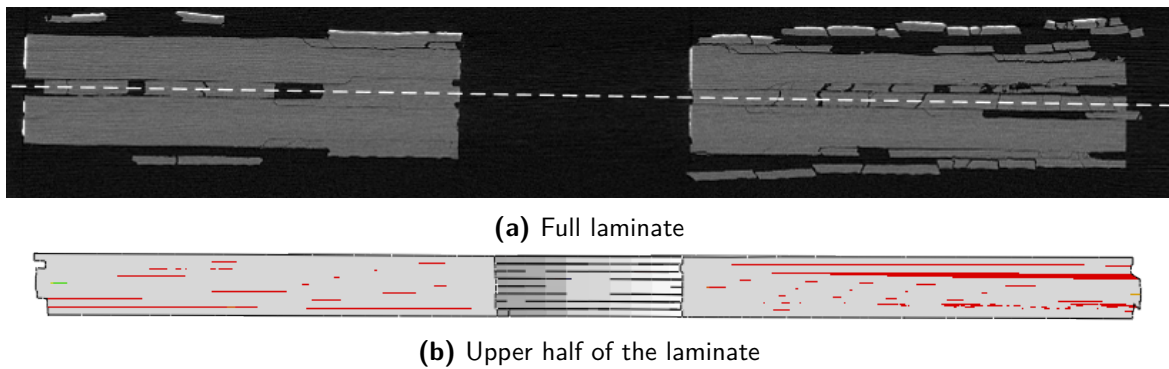 (a) Full laminate
(b) Upper half of the laminate